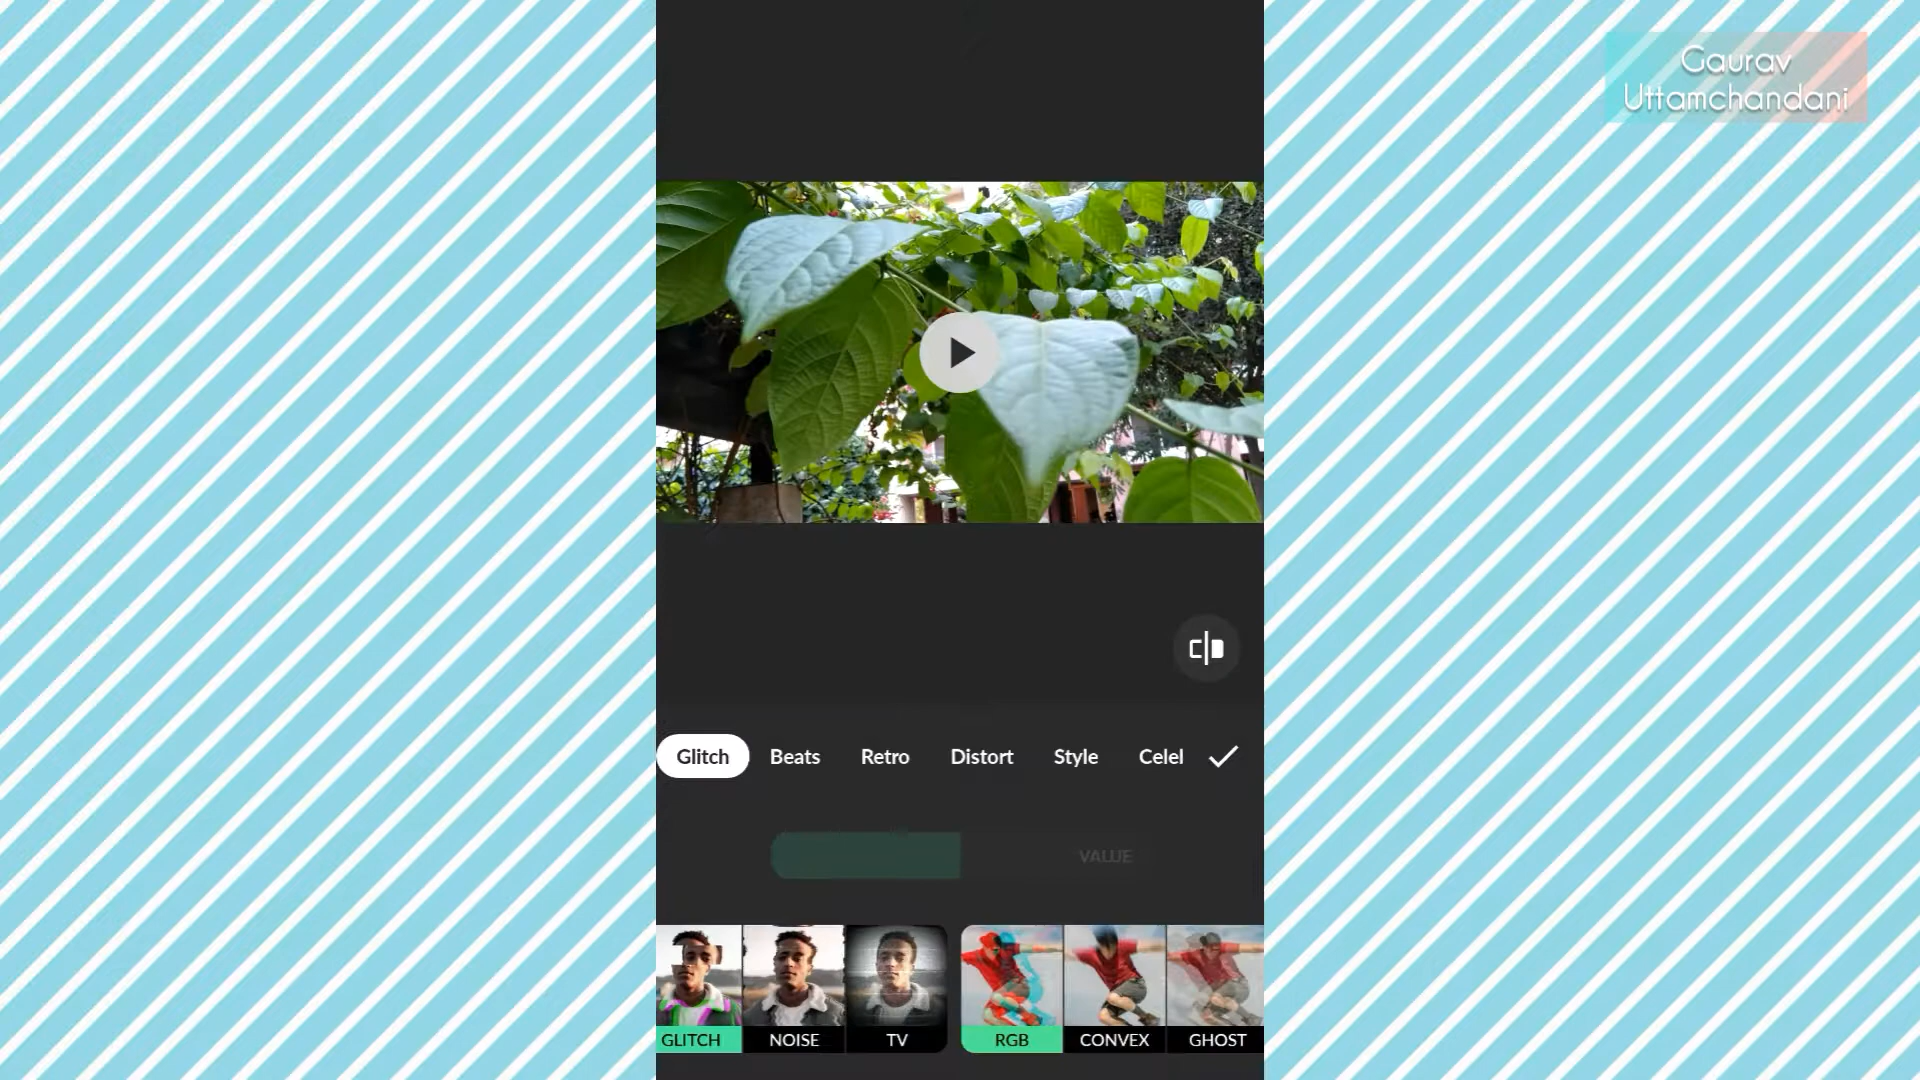 Gaurav
Uttamchandani
Glitch Beats Retro Distort Style Celel
VALUE
GLITCH NOISE TV RGB CONVEX GHOST